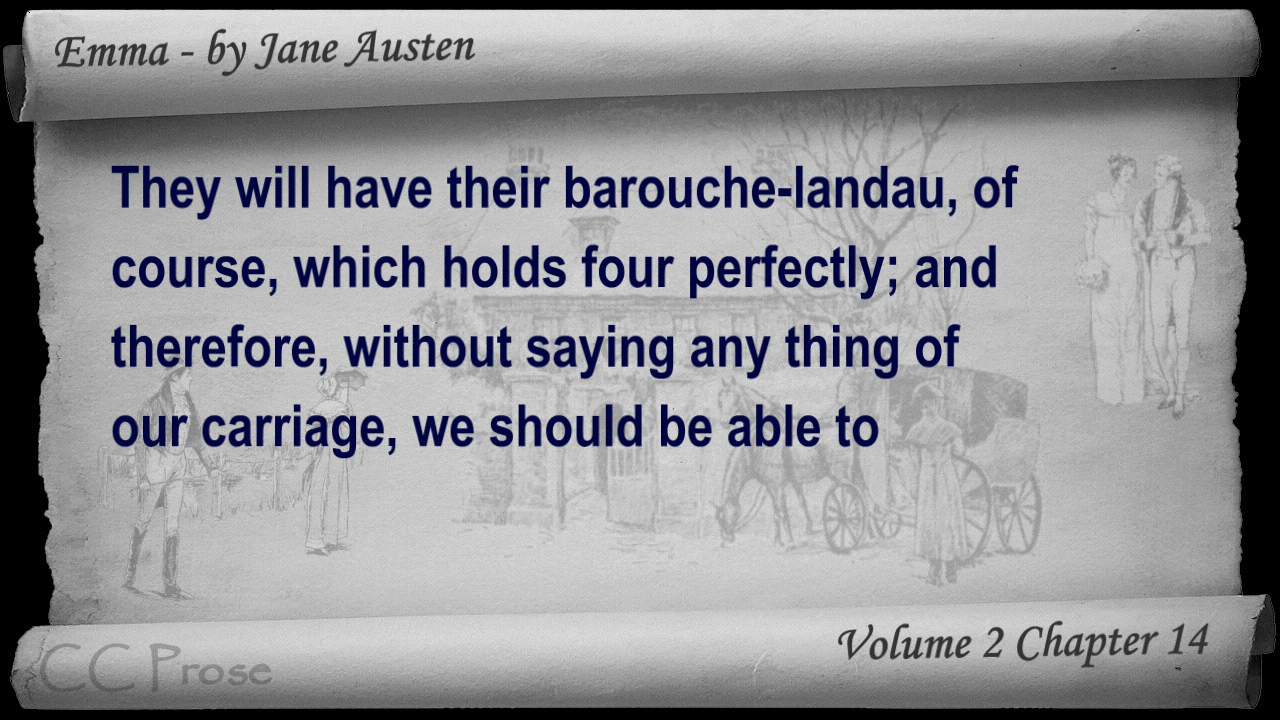 Emma - by Jane Austen
They will have their barouche-landau, of
course, which holds four perfectly; and
therefore, without saying any thing of
our carriage, we should be able to
Volume 2 Chapter 14
CC Prose